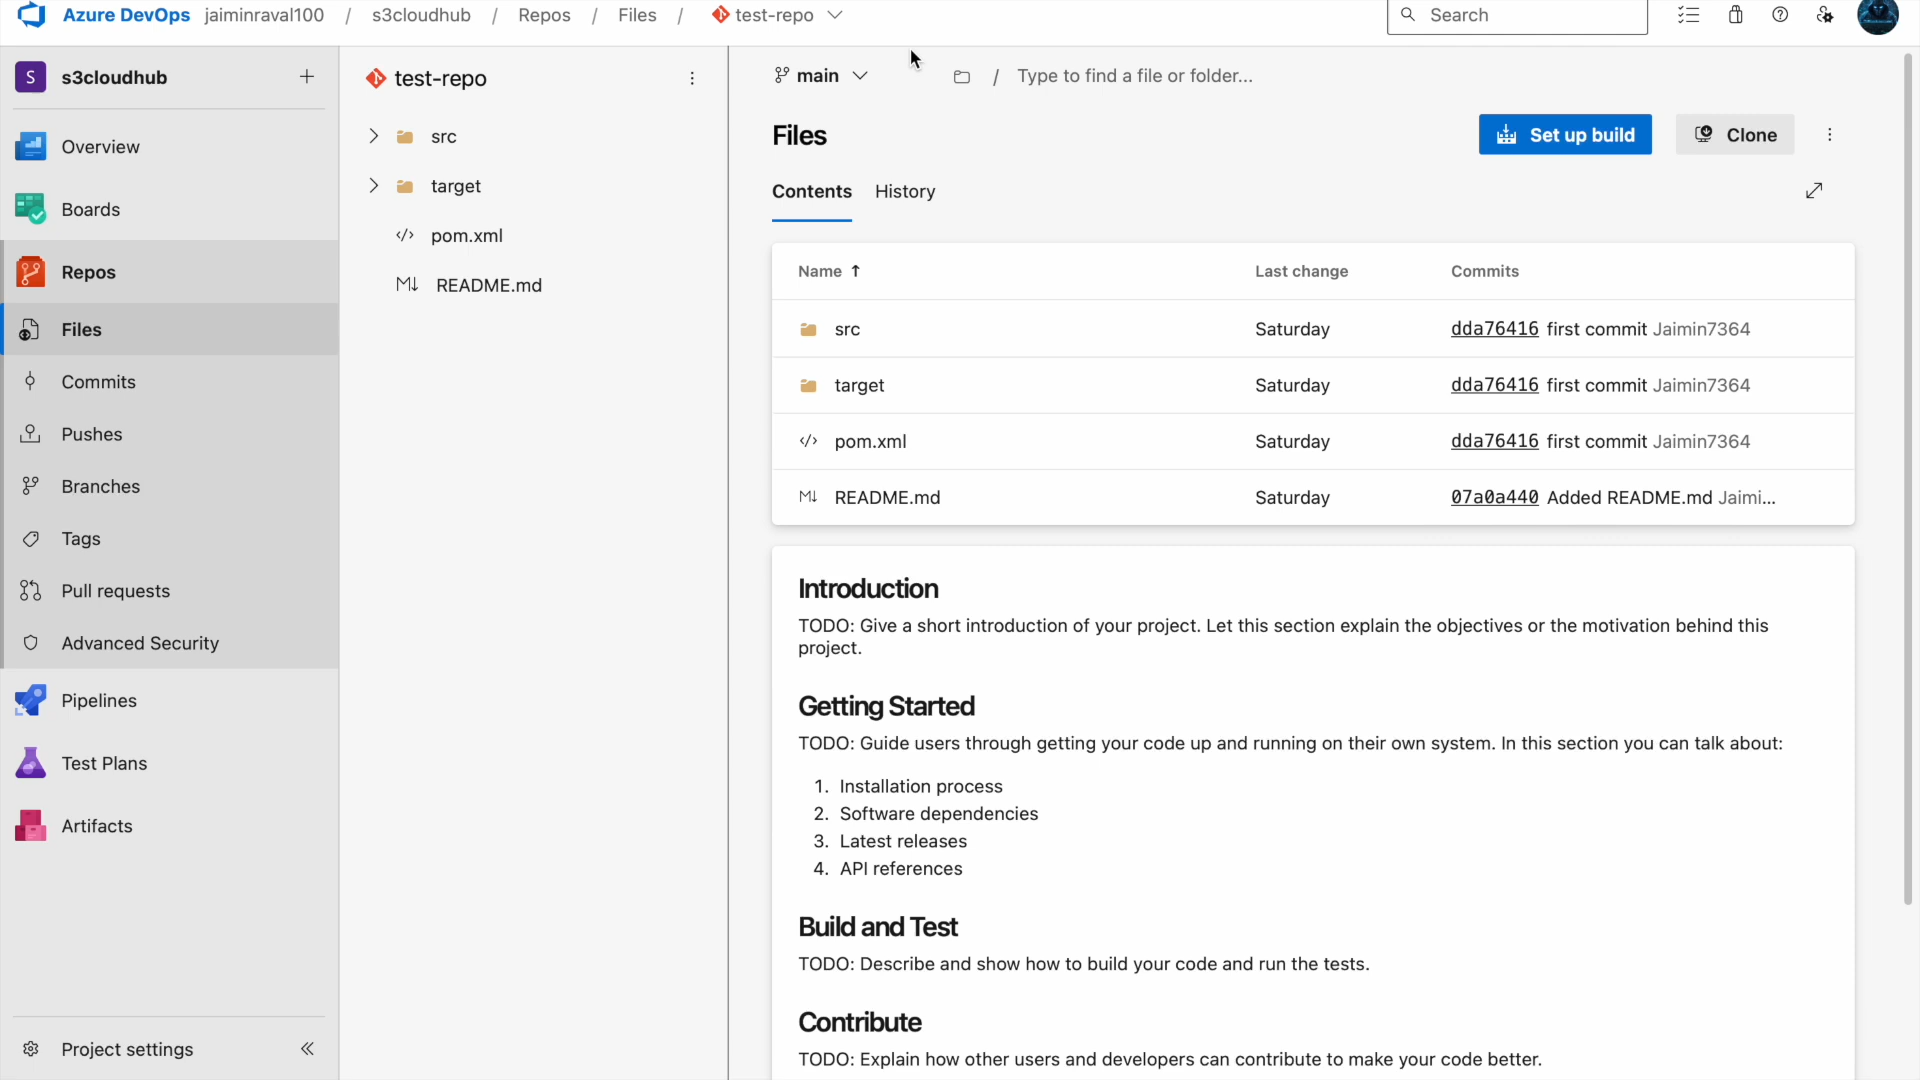 Azure DevOps jaiminraval100 / s3cloudhub / Repos / Files / test-repo
Search
S s3cloudhub
Overview
Boards
Repos
Files
Commits
Pushes
Branches
Tags
Pull requests
Advanced Security
Pipelines
Test Plans
Artifacts
Project settings
test-repo
src
target
pom.xml
README.md
main / Type to find a file or folder...
Files
Set up build
Clone
Contents History
Name Last change Commits
src Saturday dda76416 first commit Jaimin7364
target Saturday dda76416 first commit Jaimin7364
pom.xml Saturday dda76416 first commit Jaimin7364
README.md Saturday 07a0a440 Added README.md Jaimi...
Introduction
TODO: Give a short introduction of your project. Let this section explain the objectives or the motivation behind this
project.
Getting Started
TODO: Guide users through getting your code up and running on their own system. In this section you can talk about:
1. Installation process
2. Software dependencies
3. Latest releases
4. API references
Build and Test
TODO: Describe and show how to build your code and run the tests.
Contribute
TODO: Explain how other users and developers can contribute to make your code better.